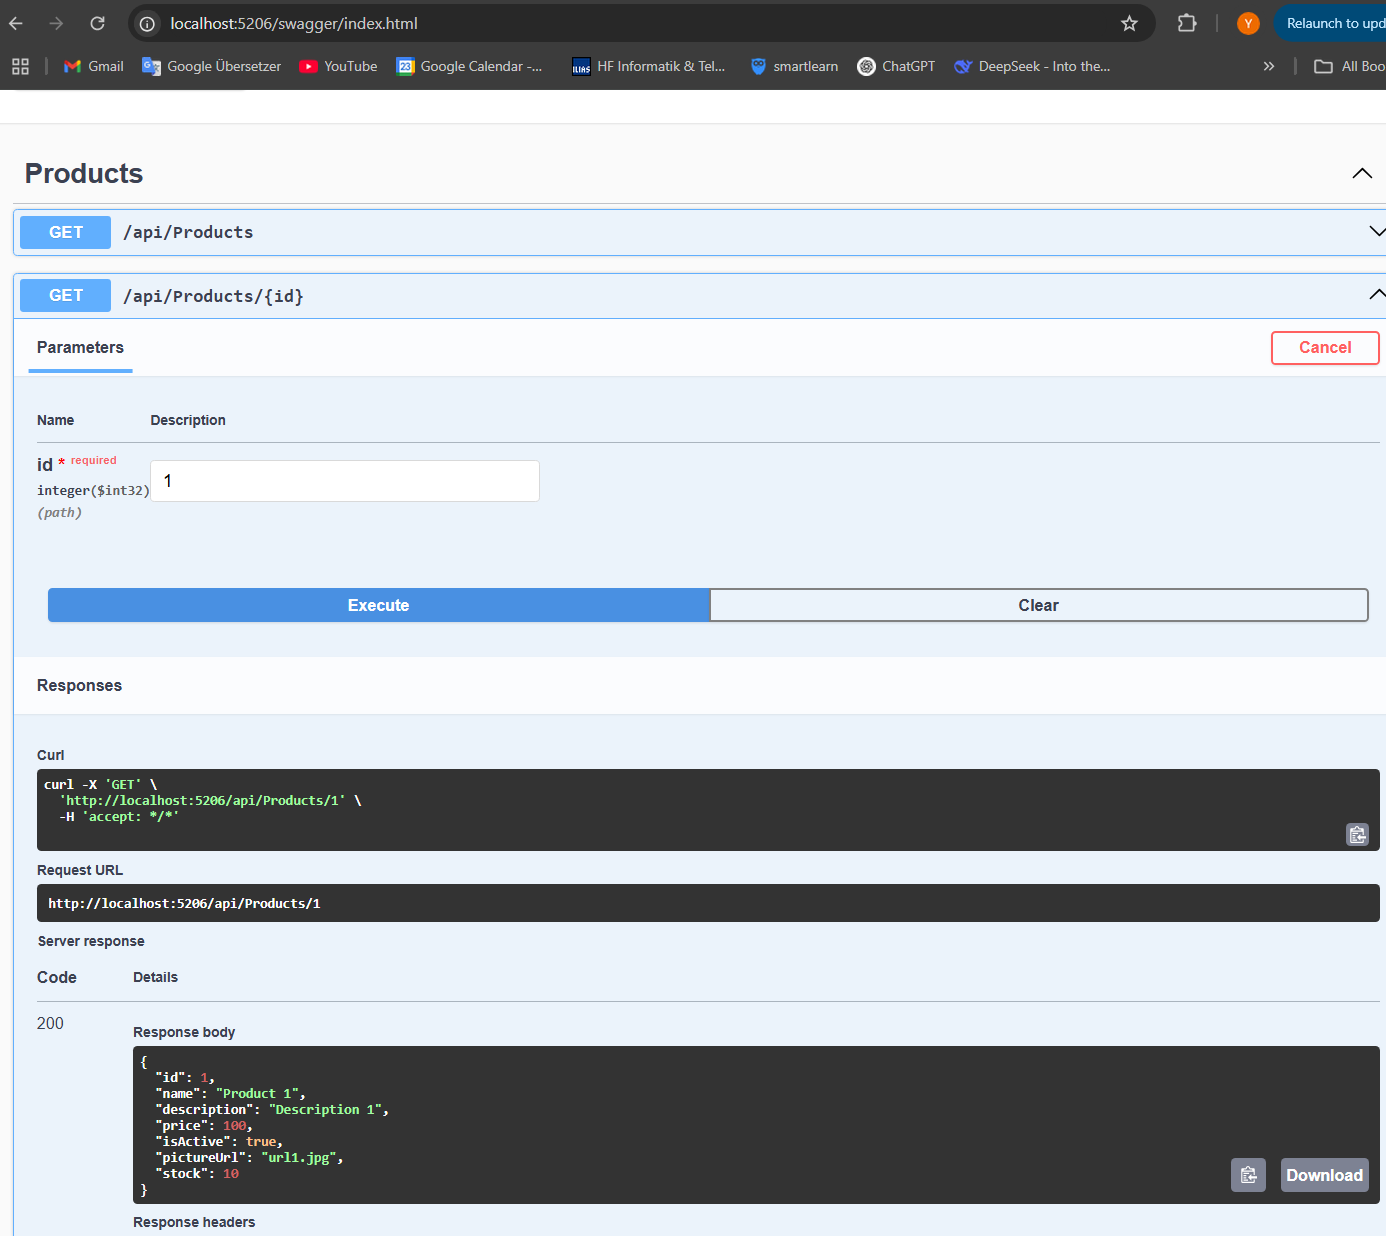 localhost:5206/swagger/index.html
Y
Relaunch to upd
Gmail
Google Übersetzer
YouTube
23
Google Calendar -...
ILIAS
HF Informatik & Tel...
smartlearn
ChatGPT
DeepSeek - Into the...
»
All Boo
Products
GET /api/Products
GET /api/Products/{id}
Parameters
Cancel
Name Description
id * required
integer($int32)
(path)
1
Execute
Clear
Responses
Curl
curl -X 'GET' \
'http://localhost:5206/api/Products/1' \
-H 'accept: */*'
Request URL
http://localhost:5206/api/Products/1
Server response
Code Details
200
Response body
{
"id": 1,
"name": "Product 1",
"description": "Description 1",
"price": 100,
"isActive": true,
"pictureUrl": "url1.jpg",
"stock": 10
}
Download
Response headers